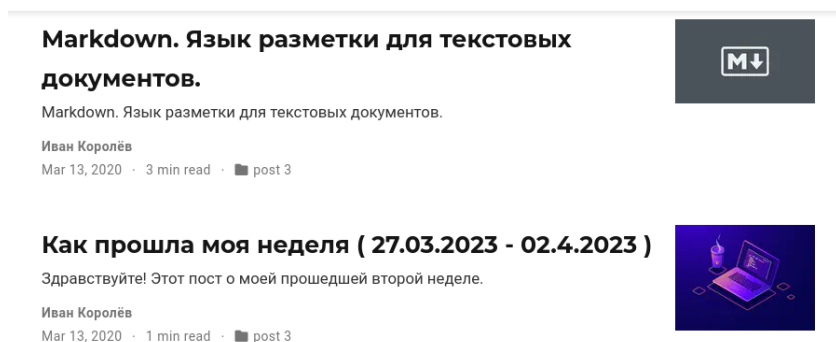 Markdown. Язык разметки для текстовых
документов.
Markdown. Язык разметки для текстовых документов.
Иван Королёв
Mar 13, 2020 · 3 min read · post 3
M
Как прошла моя неделя ( 27.03.2023 - 02.4.2023 )
Здравствуйте! Этот пост о моей прошедшей второй неделе.
Иван Королёв
Mar 13, 2020 · 1 min read · post 3